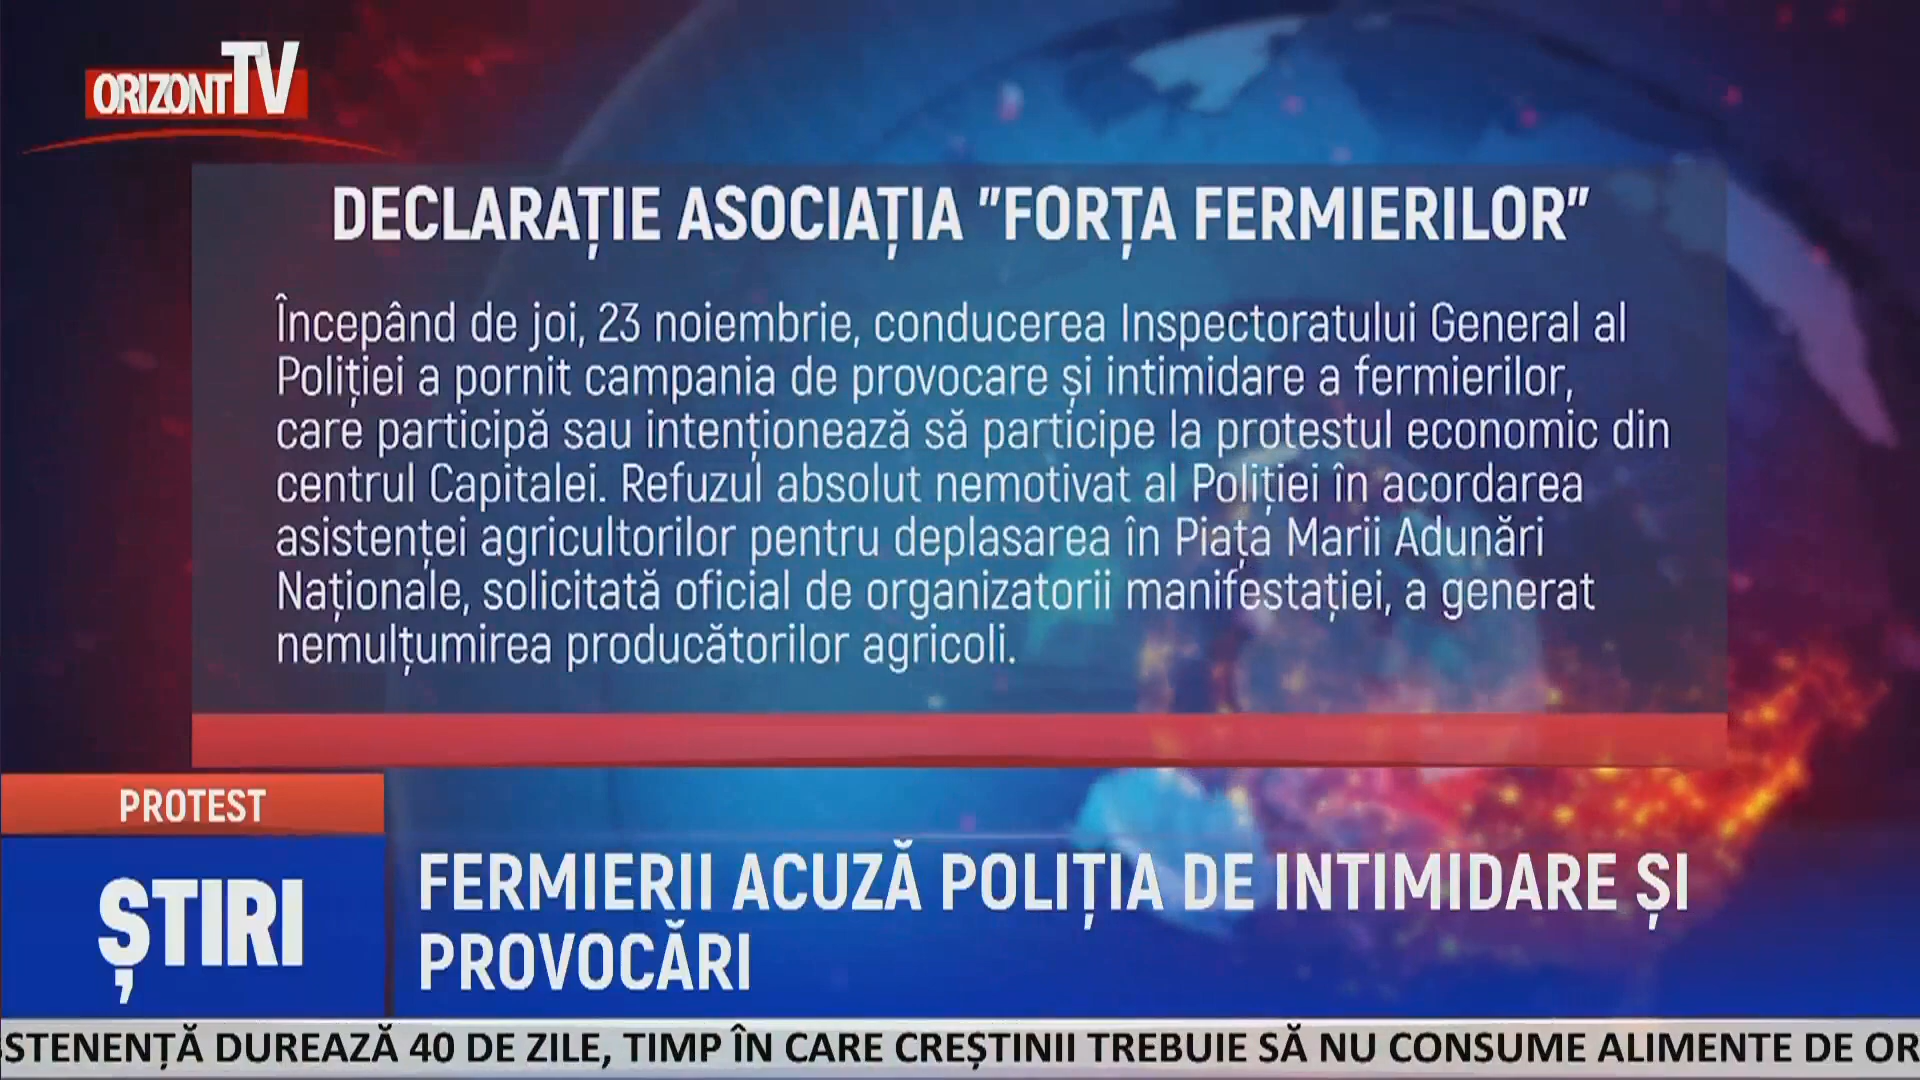 ORIZONT TV
DECLARAȚIE ASOCIAȚIA "FORȚA FERMIERILOR"
Începând de joi, 23 noiembrie, conducerea Inspectoratului General al
Poliției a pornit campania de provocare și intimidare a fermierilor,
care participă sau intenționează să participe la protestul economic din
centrul Capitalei. Refuzul absolut nemotivat al Poliției în acordarea
asistenței agricultorilor pentru deplasarea în Piața Marii Adunări
Naționale, solicitată oficial de organizatorii manifestației, a generat
nemulțumirea producătorilor agricoli.
PROTEST
ȘTIRI
FERMIERII ACUZĂ POLIȚIA DE INTIMIDARE ȘI
PROVOCĂRI
STENENȚĂ DUREAZĂ 40 DE ZILE, TIMP ÎN CARE CREȘTINII TREBUIE SĂ NU CONSUME ALIMENTE DE OR